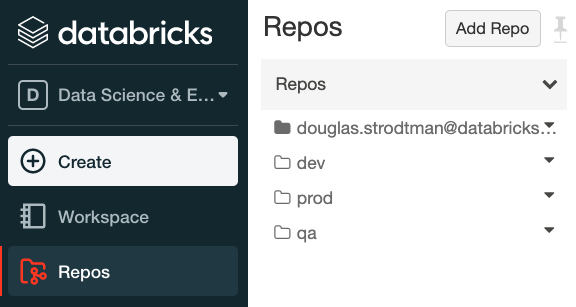 databricks
D Data Science & E...
Create
Workspace
Repos
Repos
Add Repo
Repos
douglas.strodtman@databricks...
dev
prod
qa